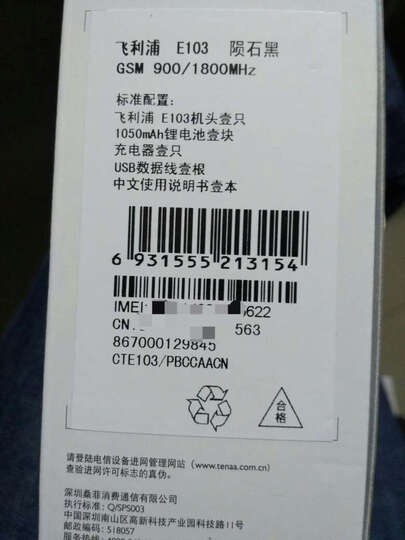 飞利浦 E103 陨石黑
GSM 900/1800MHz
标准配置:
飞利浦 E103机头壹只
1050mAh锂电池壹块
充电器壹只
USB数据线壹根
中文使用说明书壹本
6 931555 213154
IMEI
622
CN
563
867000129845
CTE103/PBCCAACN
合格
请登陆电信设备进网管理网站 (www.tenaa.com.cn)
查验进网许可标志的真伪。
深圳桑菲消费通信有限公司
执行标准: Q/SPS003
中国深圳南山区高新科技产业园科技路11号
邮政编码: 518057
服务热线: